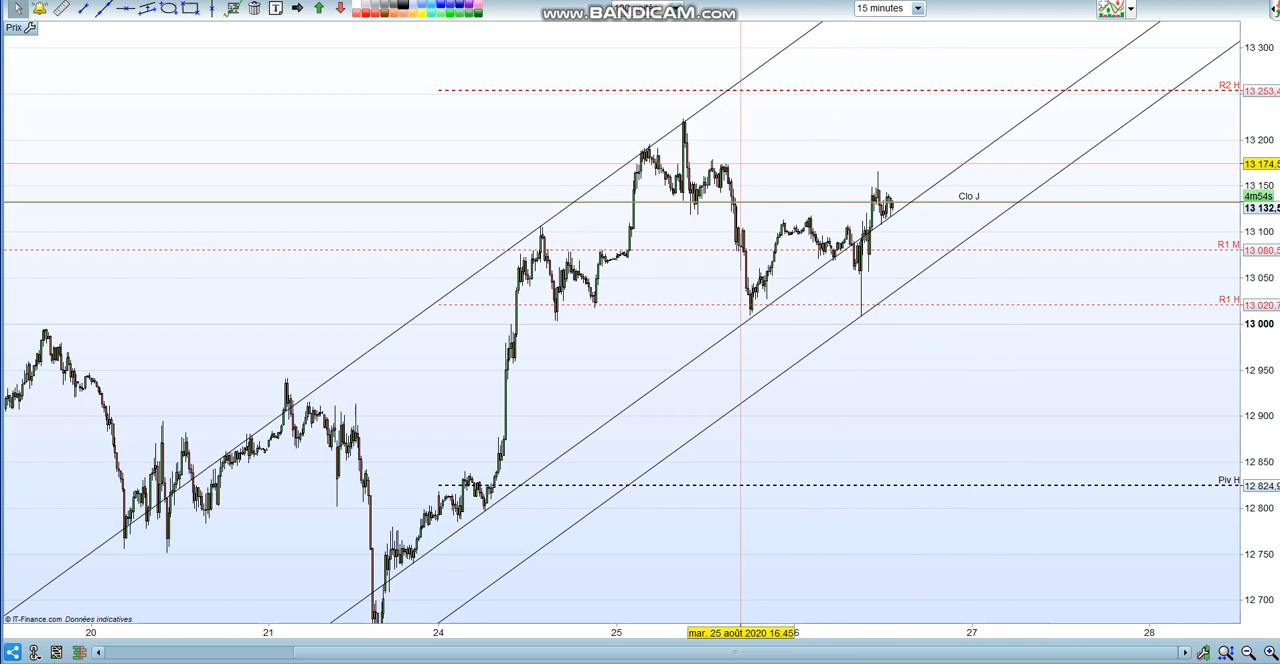 www.BANDICAM.com
15 minutes
Prix
13 300
R2 H
13 253,4
13 200
13 174,5
13 150
Clo J
4m54s
13 132,5
13 100
R1 M
13 080,5
13 050
R1 H
13 020,7
13 000
12 950
12 900
12 850
Piv H
12 824,9
12 800
12 750
12 700
© IT-Finance.com Données indicatives
20
21
24
25
mar. 25 août 2020 16:45
6
27
28